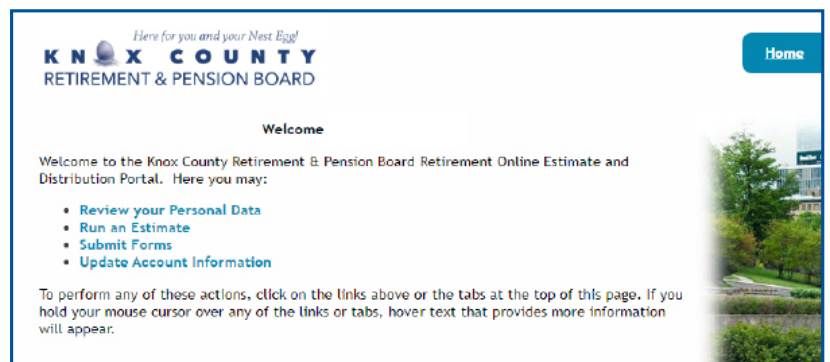 Here for you and your Nest Egg!
KNOX COUNTY
RETIREMENT & PENSION BOARD
Home
Welcome
Welcome to the Knox County Retirement & Pension Board Retirement Online Estimate and
Distribution Portal. Here you may:
• Review your Personal Data
• Run an Estimate
• Submit Forms
• Update Account Information
To perform any of these actions, click on the links above or the tabs at the top of this page. If you
hold your mouse cursor over any of the links or tabs, hover text that provides more information
will appear.